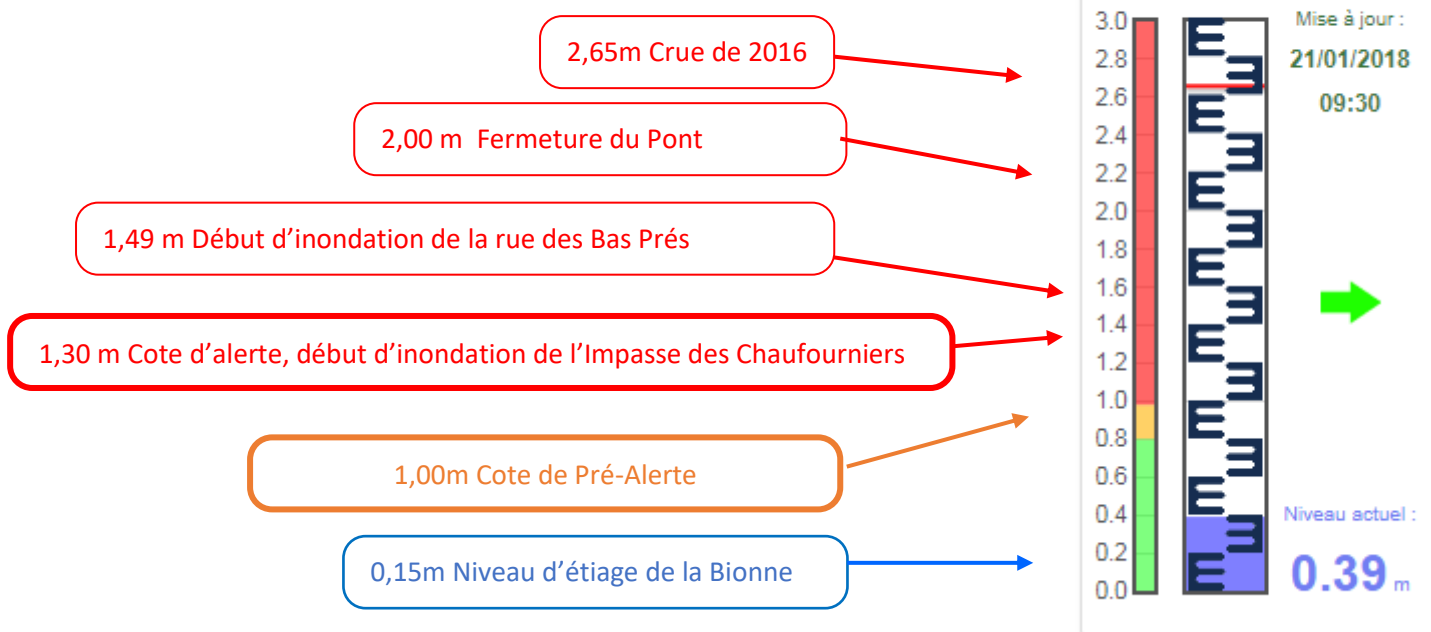 2,65m Crue de 2016
2,00 m  Fermeture du Pont
1,49 m Début d’inondation de la rue des Bas Prés
1,30 m Cote d’alerte, début d’inondation de l’Impasse des Chaufourniers
1,00m Cote de Pré-Alerte
0,15m Niveau d’étiage de la Bionne
3.0
2.8
2.6
2.4
2.2
2.0
1.8
1.6
1.4
1.2
1.0
0.8
0.6
0.4
0.2
0.0
Mise à jour :
21/01/2018
09:30
Niveau actuel :
0.39 m